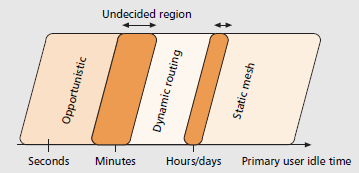 Undecided region
Opportunistic
Dynamic routing
Static mesh
Seconds
Minutes
Hours/days
Primary user idle time